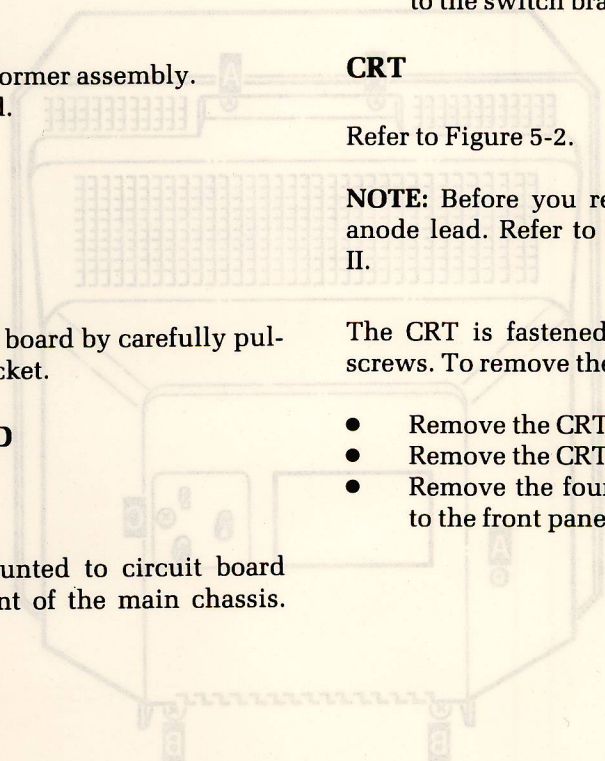 ormer assembly.
board by carefully pul-
cket.
unted to circuit board
nt of the main chassis.
to the switch bra
CRT
Refer to Figure 5-2.
NOTE: Before you re
anode lead. Refer to
II.
The CRT is fastened
screws. To remove the
● Remove the CRT
● Remove the CRT
● Remove the four
to the front pane